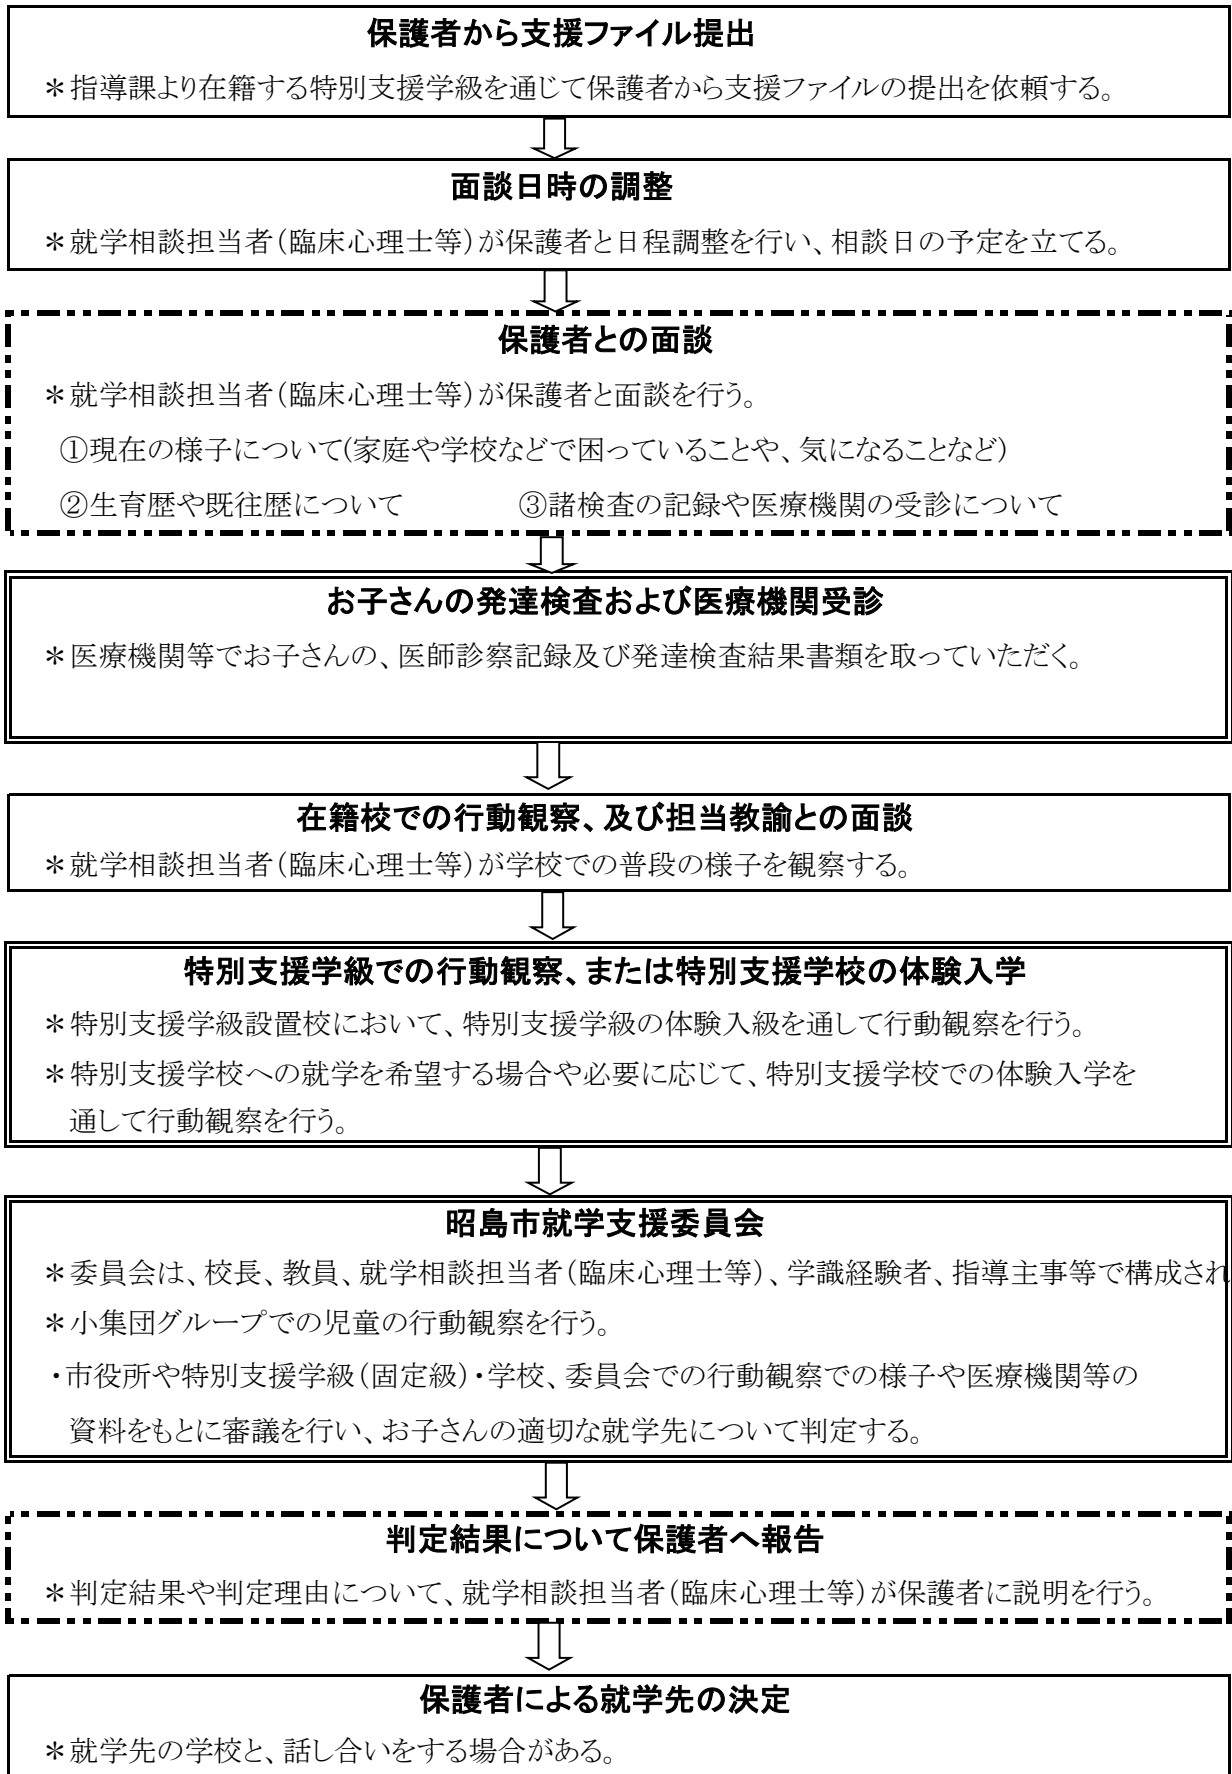 保護者から支援ファイル提出
＊指導課より在籍する特別支援学級を通じて保護者から支援ファイルの提出を依頼する。
面談日時の調整
＊就学相談担当者(臨床心理士等)が保護者と日程調整を行い、相談日の予定を立てる。
保護者との面談
＊就学相談担当者(臨床心理士等)が保護者と面談を行う。
①現在の様子について(家庭や学校などで困っていることや、気になることなど)
②生育歴や既往歴について　③諸検査の記録や医療機関の受診について
お子さんの発達検査および医療機関受診
＊医療機関等でお子さんの、医師診察記録及び発達検査結果書類を取っていただく。
在籍校での行動観察、及び担当教諭との面談
＊就学相談担当者(臨床心理士等)が学校での普段の様子を観察する。
特別支援学級での行動観察、または特別支援学校の体験入学
＊特別支援学級設置校において、特別支援学級の体験入級を通して行動観察を行う。
＊特別支援学校への就学を希望する場合や必要に応じて、特別支援学校での体験入学を
通して行動観察を行う。
昭島市就学支援委員会
＊委員会は、校長、教員、就学相談担当者(臨床心理士等)、学識経験者、指導主事等で構成され
＊小集団グループでの児童の行動観察を行う。
・市役所や特別支援学級(固定級)・学校、委員会での行動観察での様子や医療機関等の
資料をもとに審議を行い、お子さんの適切な就学先について判定する。
判定結果について保護者へ報告
＊判定結果や判定理由について、就学相談担当者(臨床心理士等)が保護者に説明を行う。
保護者による就学先の決定
＊就学先の学校と、話し合いをする場合がある。